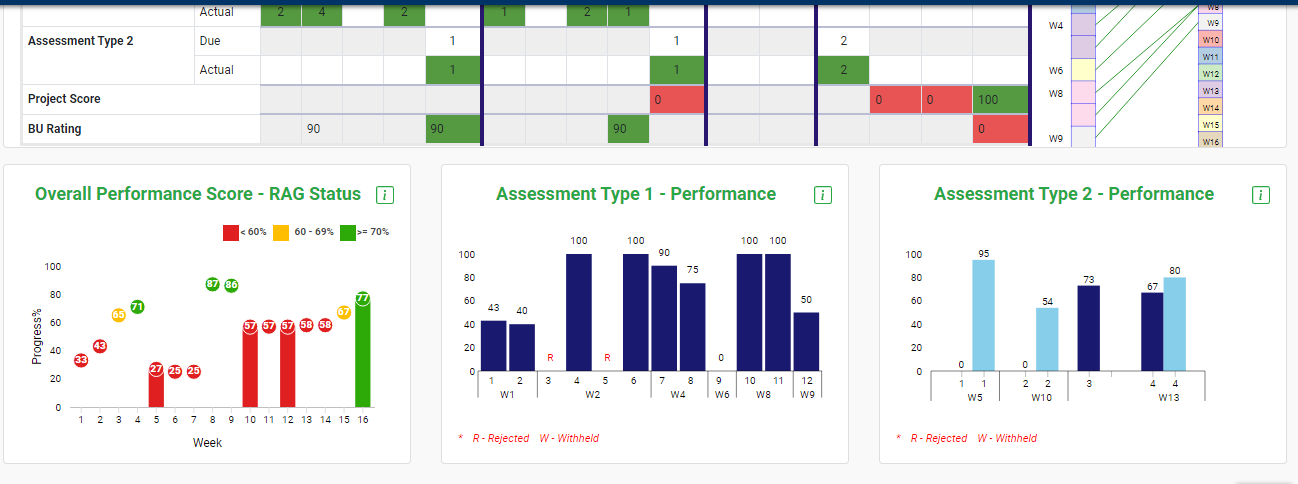 Actual 2 4 2 1 2 1
Assessment Type 2 Due 1 1 2
Actual 1 1 2
Project Score 0 0 0 100
BU Rating 90 90 90 0
W4
W6
W8
W9
W8
W9
W10
W11
W12
W13
W14
W15
W16
Overall Performance Score - RAG Status i
< 60% 60 - 69% >= 70%
Progress%
100
80
60
40
20
0
33 43 65 71 27 25 25 87 86 57 57 57 58 58 67 77
1 2 3 4 5 6 7 8 9 10 11 12 13 14 15 16
Week
Assessment Type 1 - Performance i
100
80
60
40
20
0
43 40 R 100 R 100 90 75 0 100 100 50
1 2 3 4 5 6 7 8 9 10 11 12
W1 W2 W4 W6 W8 W9
* R - Rejected W - Withheld
Assessment Type 2 - Performance i
100
80
60
40
20
0
0 95 0 54 73 67 80
1 1 2 2 3 4 4
W5 W10 W13
* R - Rejected W - Withheld